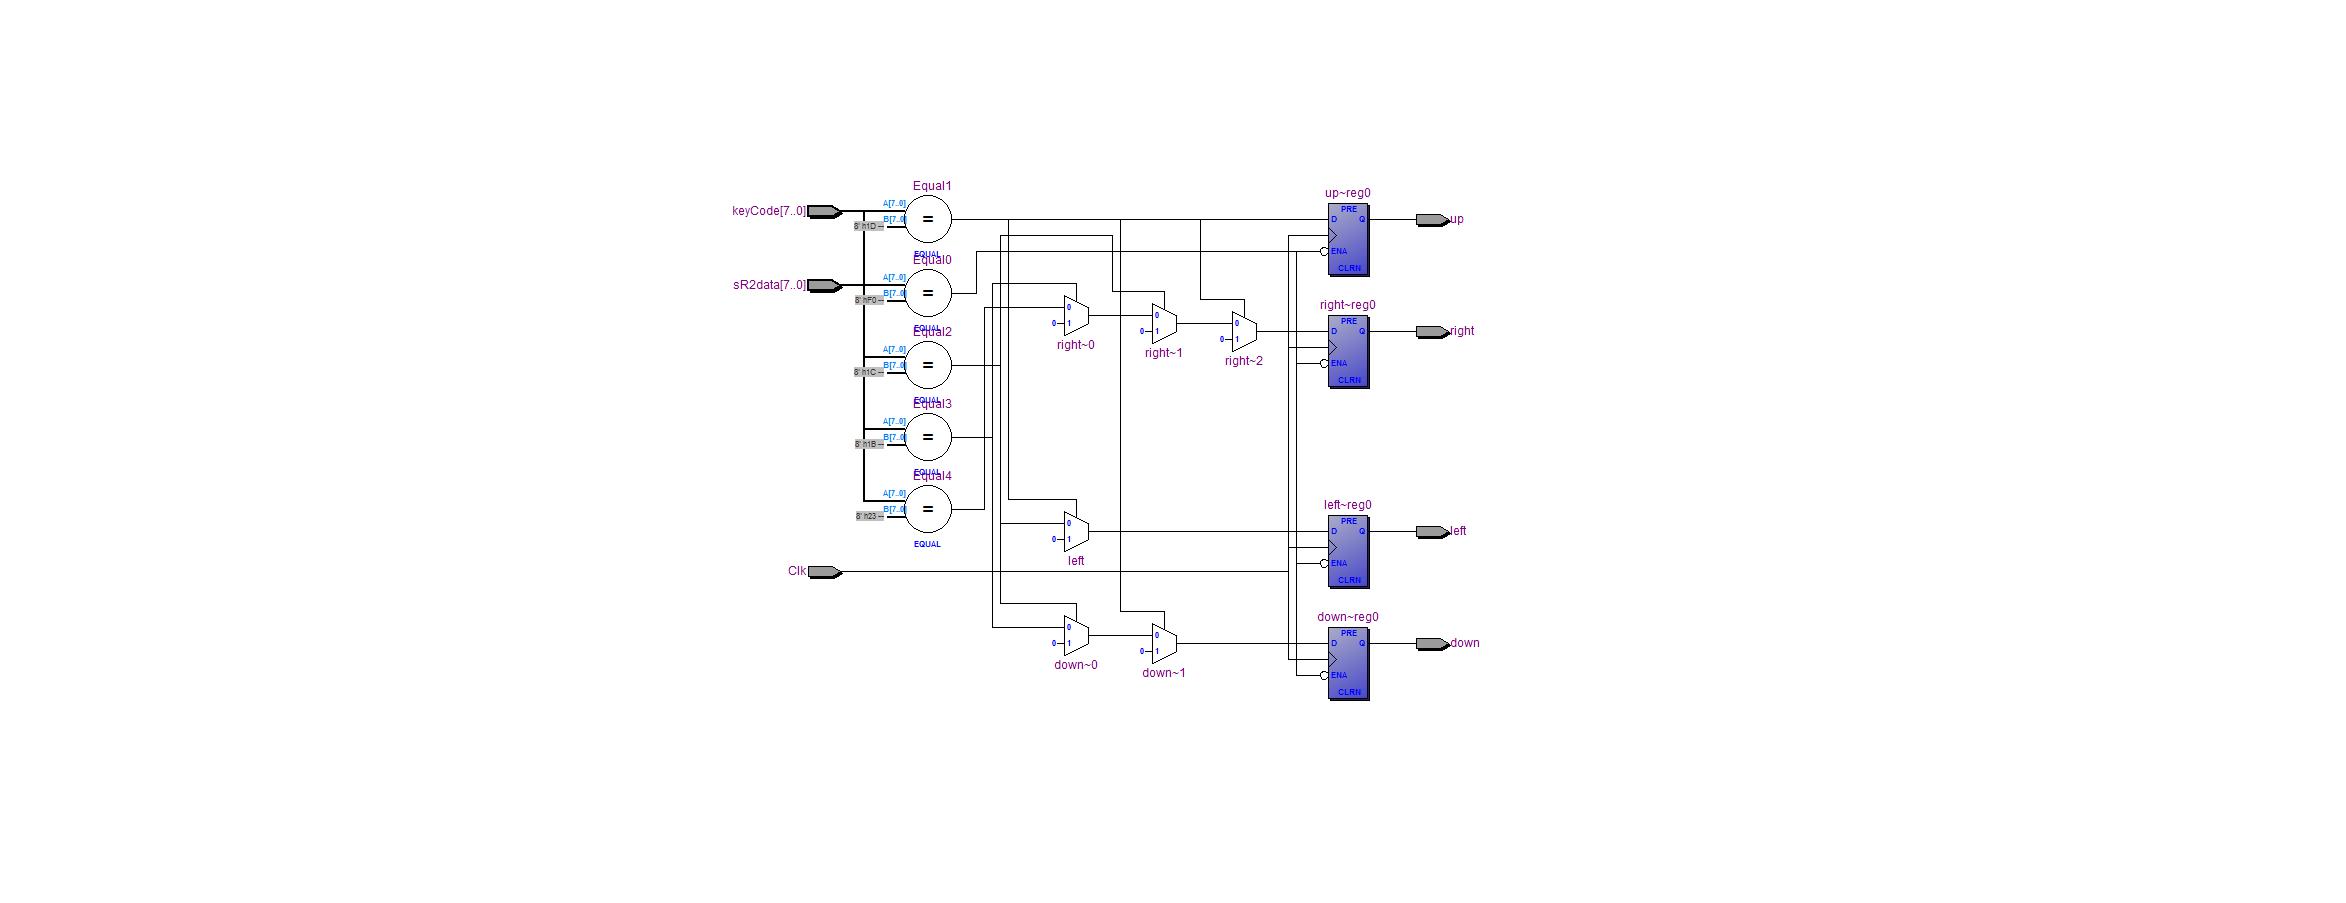 keyCode[7..0]
sR2data[7..0]
Clk
Equal1
A[7..0]
B[7..0]
8' h1D --
=
EQUAL
Equal0
A[7..0]
B[7..0]
8' hF0 --
=
EQUAL
Equal2
A[7..0]
B[7..0]
8' h1C --
=
EQUAL
Equal3
A[7..0]
B[7..0]
8' h1B --
=
EQUAL
Equal4
A[7..0]
B[7..0]
8' h23 --
=
EQUAL
0
0
1
right~0
0
0
1
right~1
0
0
1
right~2
0
0
1
left
0
0
1
down~0
0
0
1
down~1
up~reg0
PRE
D Q
ENA
CLRN
up
right~reg0
PRE
D Q
ENA
CLRN
right
left~reg0
PRE
D Q
ENA
CLRN
left
down~reg0
PRE
D Q
ENA
CLRN
down